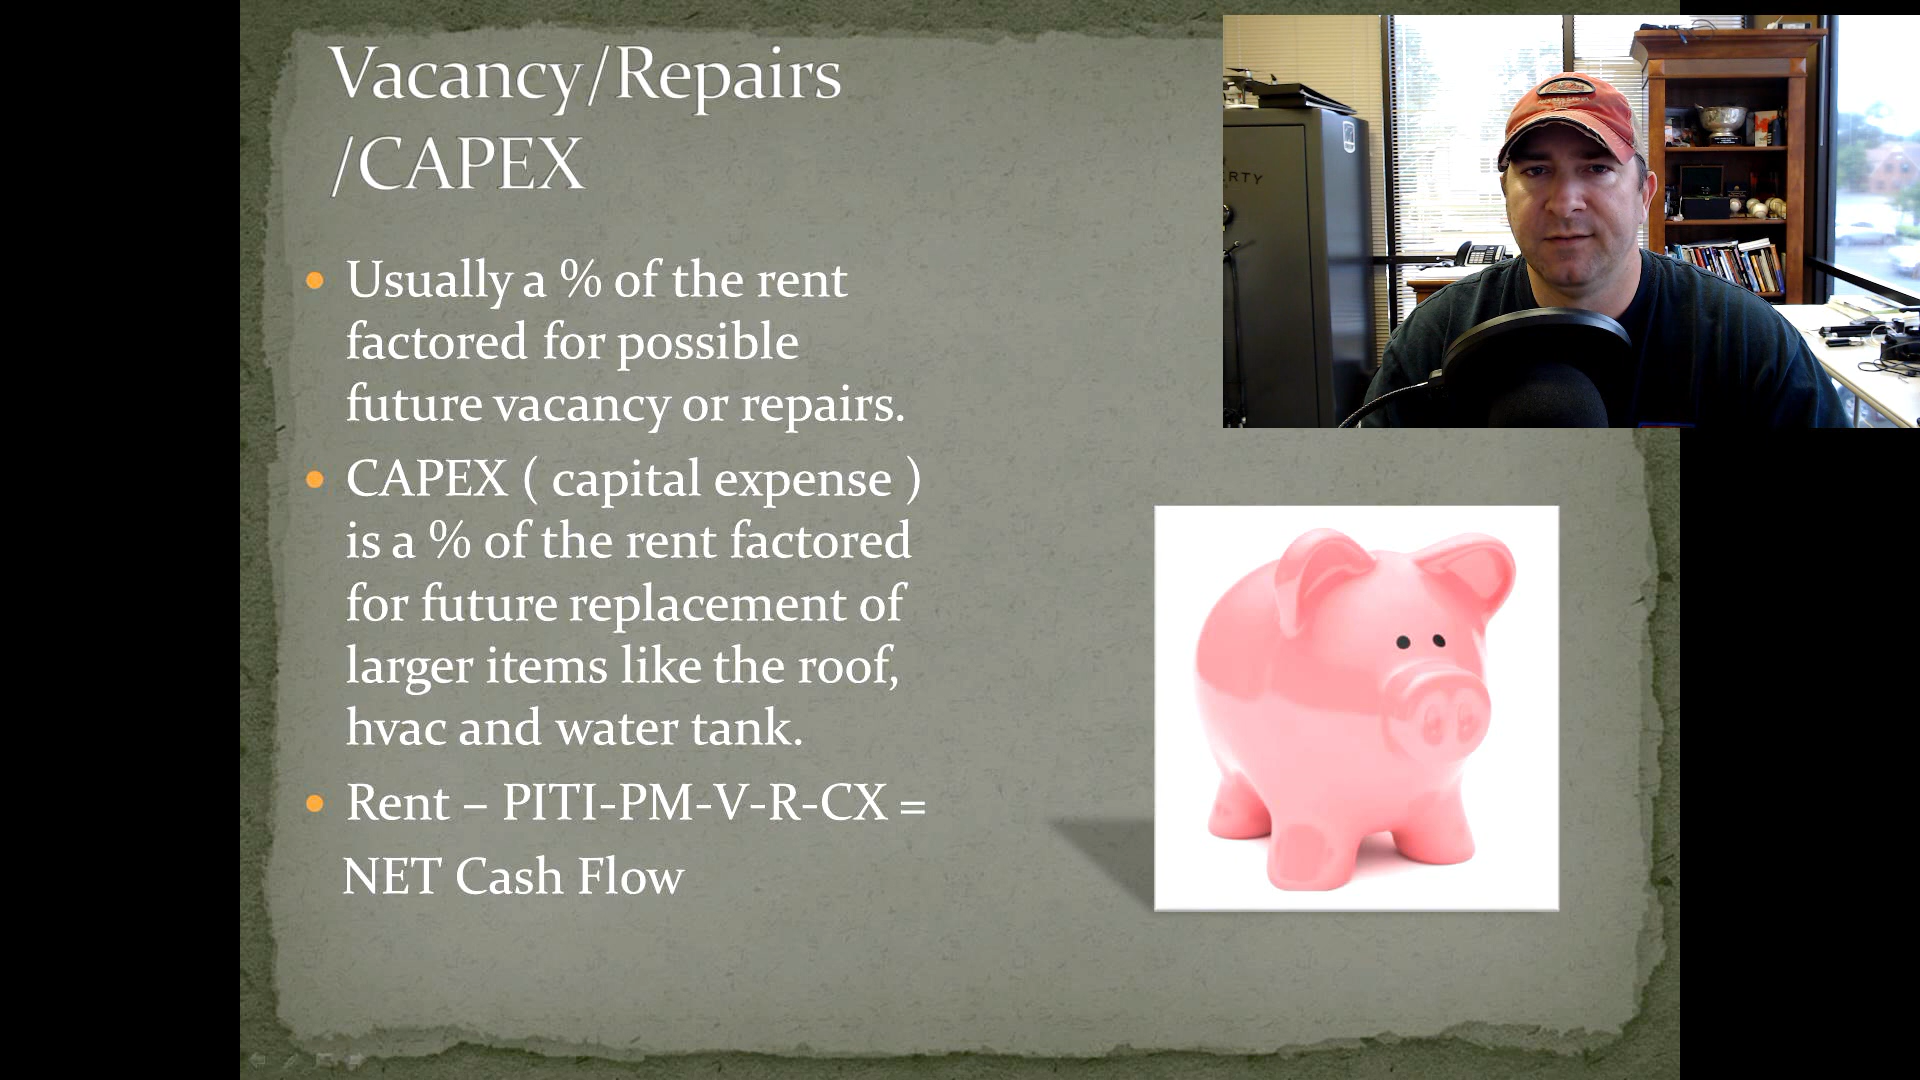 Vacancy/Repairs
/CAPEX
Usually a % of the rent
factored for possible
future vacancy or repairs.
CAPEX ( capital expense )
is a % of the rent factored
for future replacement of
larger items like the roof,
hvac and water tank.
Rent – PITI-PM-V-R-CX =
NET Cash Flow
ERTY